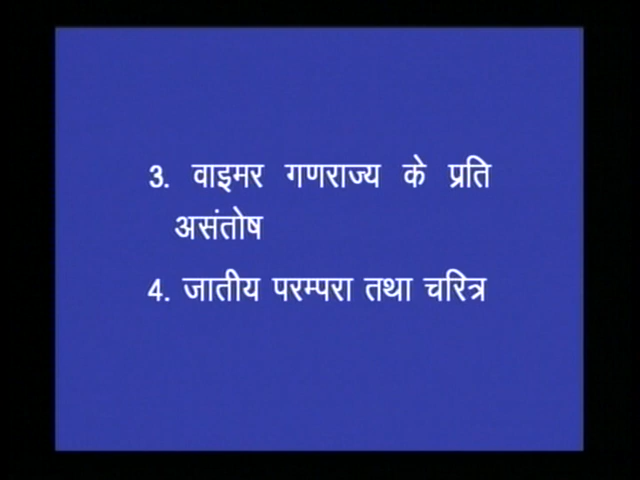 3. वाइमर गणराज्य के प्रति
असंतोष
4. जातीय परम्परा तथा चरित्र